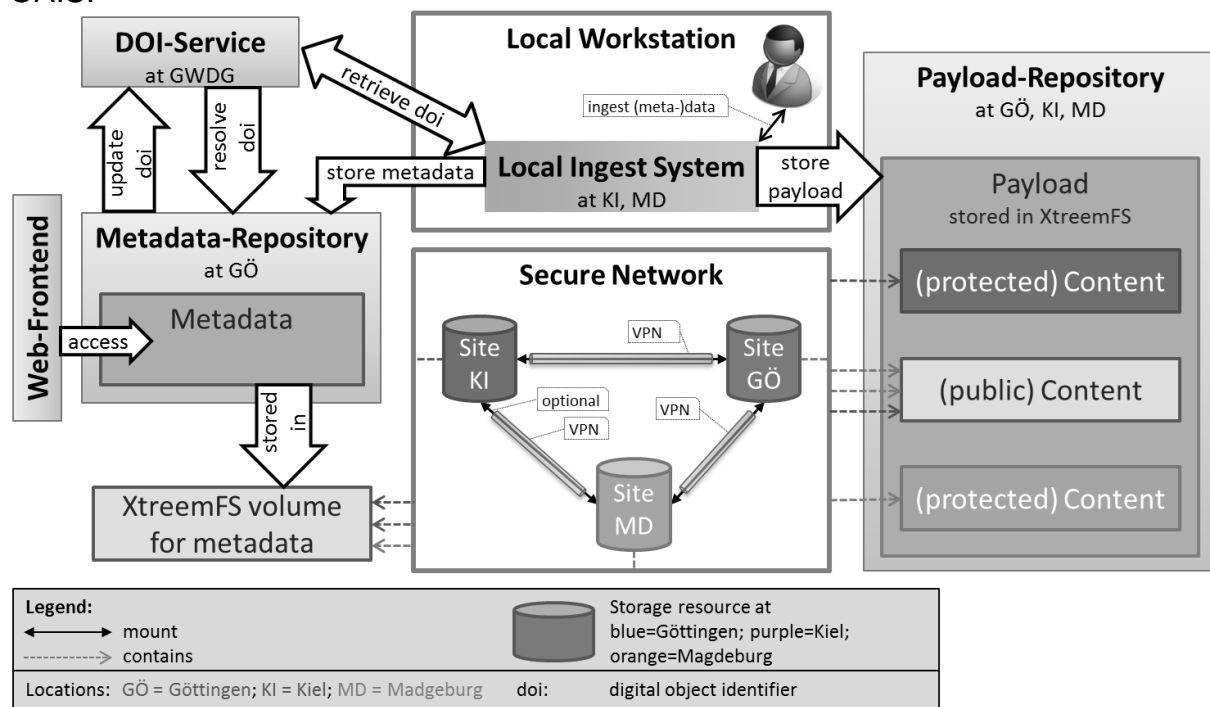 DOI-Service
at GWDG
update
doi
resolve
doi
retrieve doi
store metadata
Local Workstation
ingest (meta-)data
Local Ingest System
at KI, MD
store
payload
Payload-Repository
at GÖ, KI, MD
Payload
stored in XtreemFS
(protected) Content
(public) Content
(protected) Content
Web-Frontend
access
Metadata-Repository
at GÖ
Metadata
stored
in
XtreemFS volume
for metadata
Secure Network
Site
KI
VPN
Site
GÖ
optional
VPN
VPN
Site
MD
Legend:
mount
contains
Storage resource at
blue=Göttingen; purple=Kiel;
orange=Magdeburg
Locations: GÖ = Göttingen; KI = Kiel; MD = Madgeburg
doi: digital object identifier